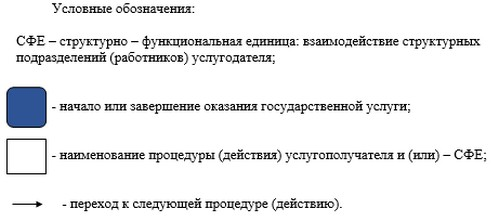 Условные обозначения:
СФЕ – структурно – функциональная единица: взаимодействие структурных
подразделений (работников) услугодателя;
- начало или завершение оказания государственной услуги;
- наименование процедуры (действия) услугополучателя и (или) – СФЕ;
- переход к следующей процедуре (действию).